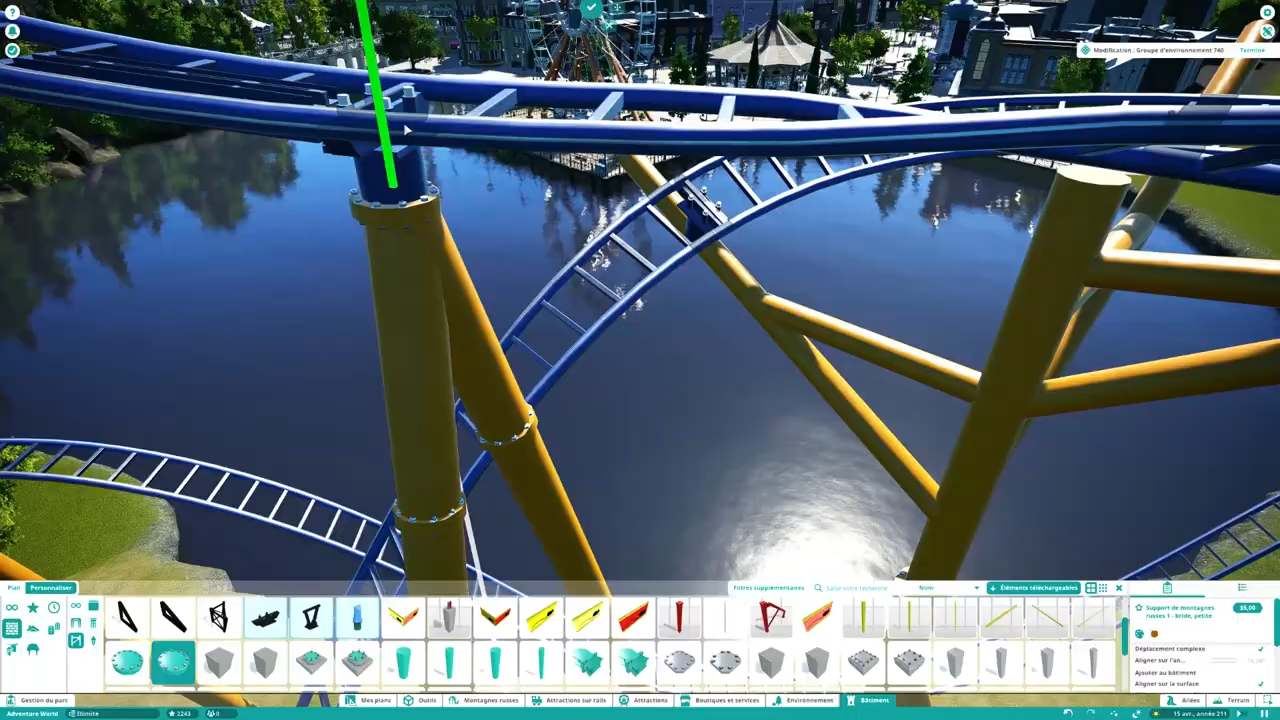 Modification : Groupe d'environnement 740
Terminé
Plan
Personnaliser
Filtres supplémentaires
Saisir votre recherche
Nom
Éléments téléchargeables
Support de montagnes
russes 1 - bride, petite
$5,00
Déplacement complexe
Aligner sur l'an...
Ajouter au bâtiment
Aligner sur la surface
Gestion du parc
Mes plans
Outils
Montagnes russes
Attractions sur rails
Attractions
Boutiques et services
Environnement
Bâtiment
Allées
Terrain
Adventure World
Illimité
2243
0
15 avr., année 211